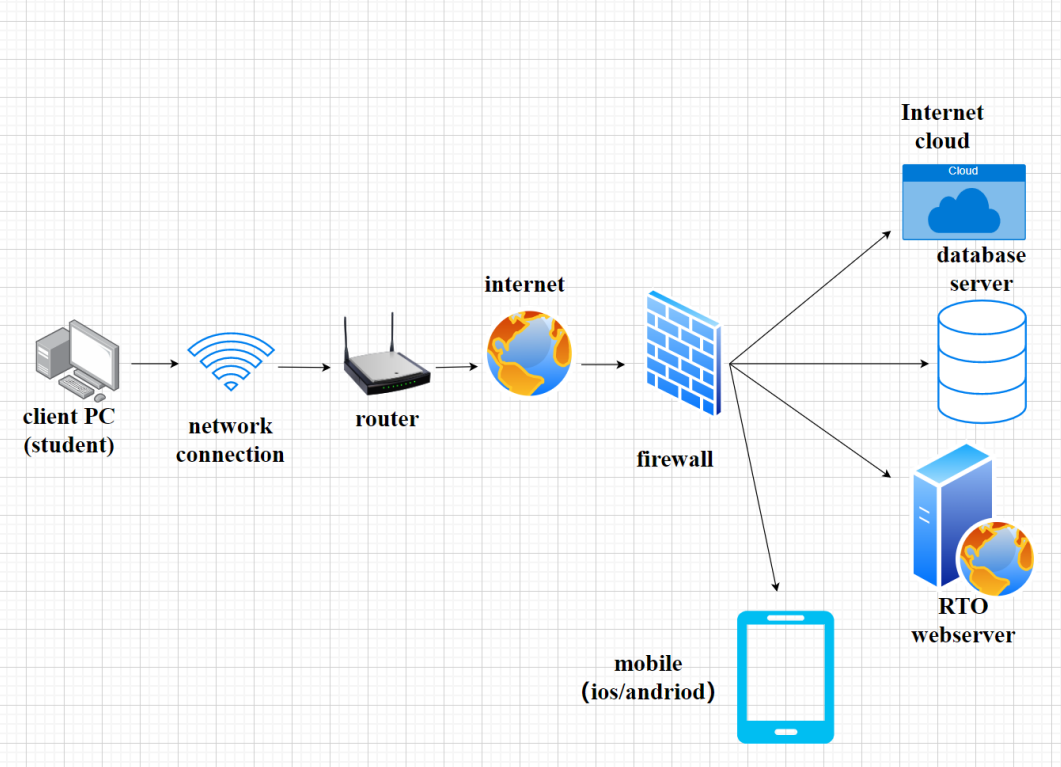 Internet
cloud
Cloud
database
server
internet
client PC
(student)
network
connection
router
firewall
RTO
webserver
mobile
(ios/andriod)